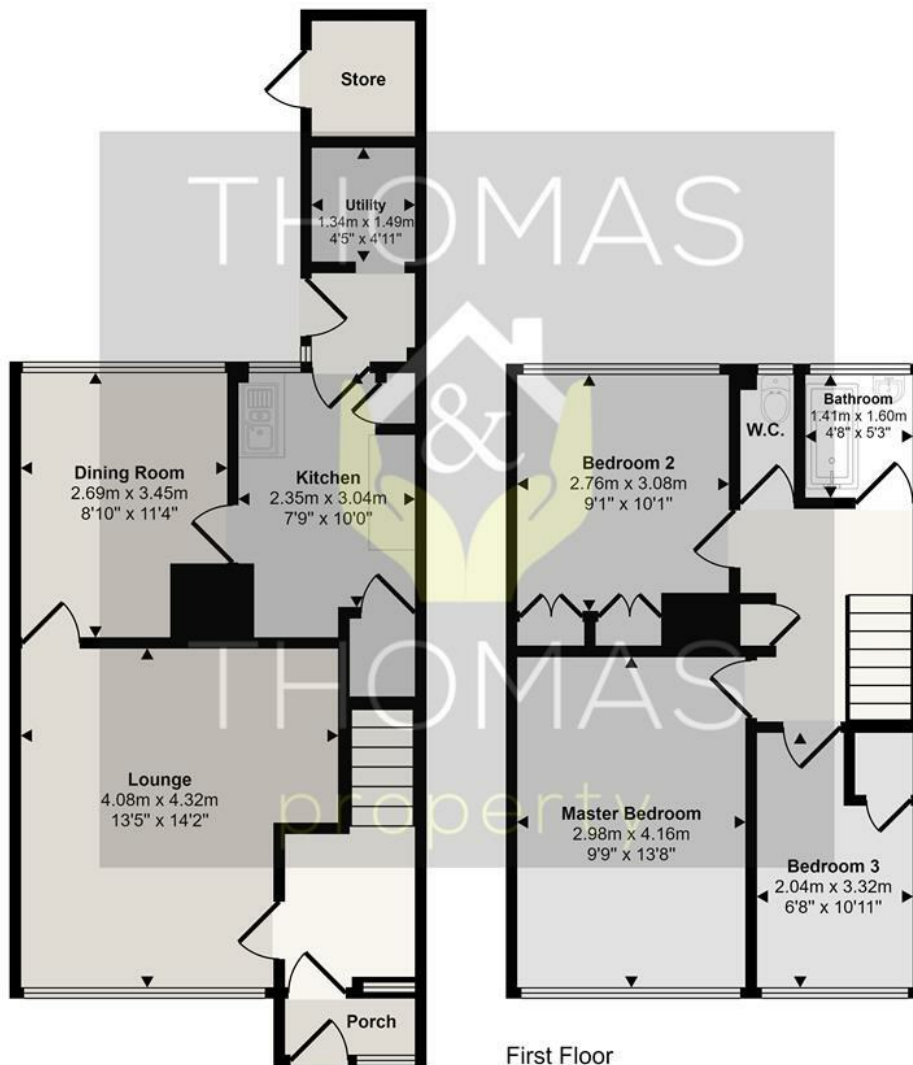 Store
Utility
1.34m x 1.49m
4'5" x 4'11"
THOMAS
&
THOMAS
property
Dining Room
2.69m x 3.45m
8'10" x 11'4"
Kitchen
2.35m x 3.04m
7'9" x 10'0"
Lounge
4.08m x 4.32m
13'5" x 14'2"
Porch
Bedroom 2
2.76m x 3.08m
9'1" x 10'1"
W.C.
Bathroom
1.41m x 1.60m
4'8" x 5'3"
Master Bedroom
2.98m x 4.16m
9'9" x 13'8"
Bedroom 3
2.04m x 3.32m
6'8" x 10'11"
First Floor